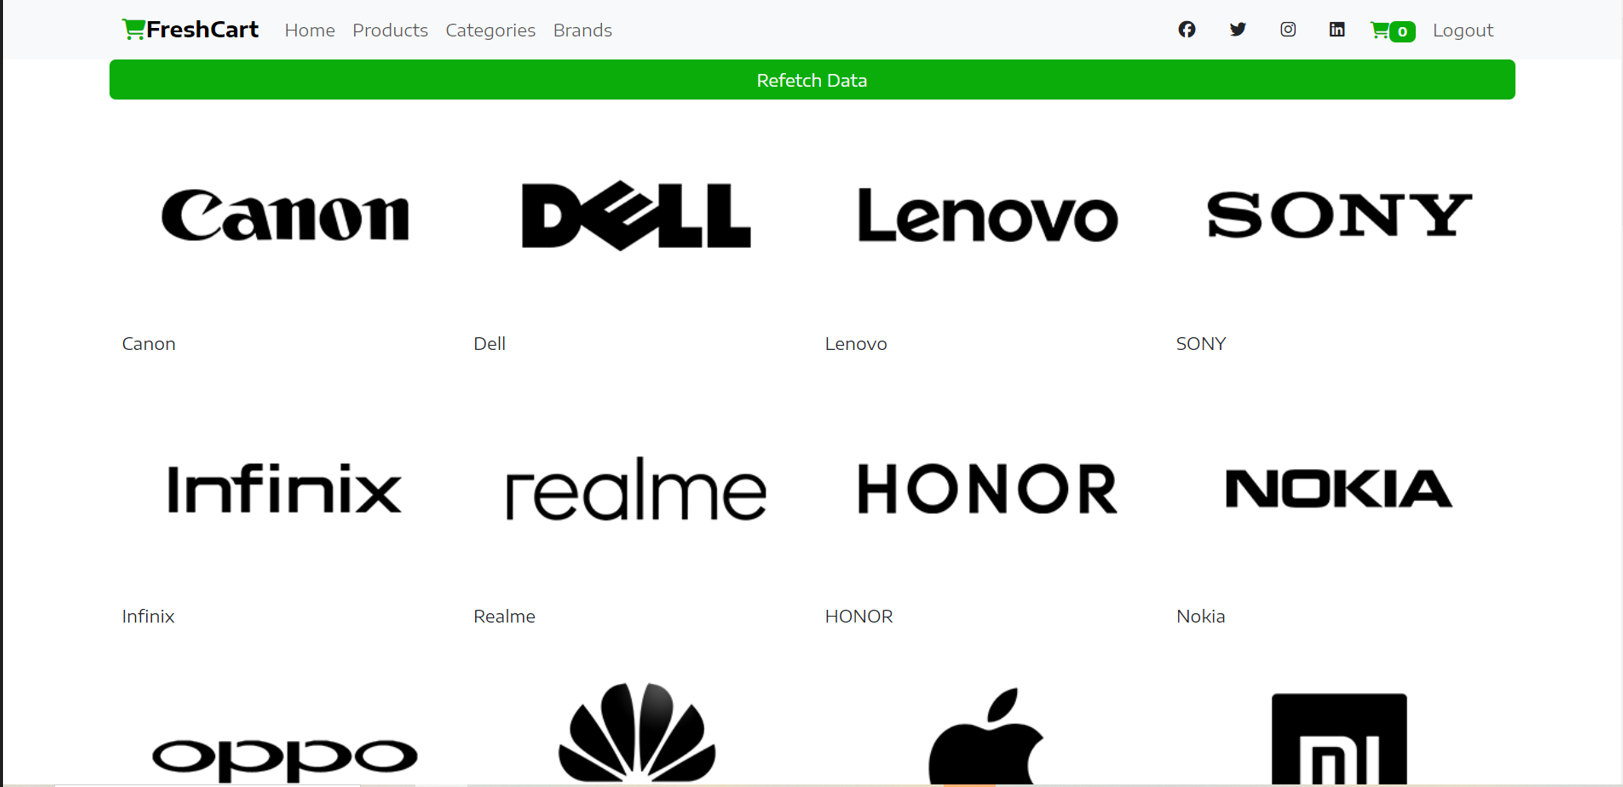 FreshCart Home Products Categories Brands 0 Logout
Refetch Data
Canon DELL Lenovo SONY
Canon Dell Lenovo SONY
Infinix realme HONOR NOKIA
Infinix Realme HONOR Nokia
oppo mi